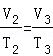 V₂/T₂ = V₃/T₃